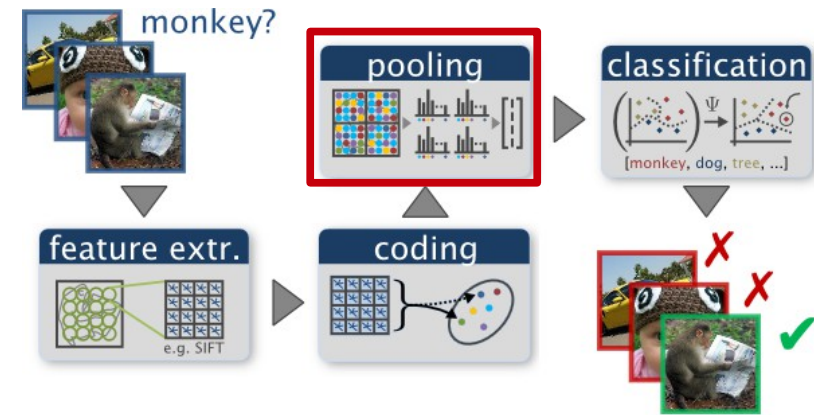 monkey?
feature extr.
e.g. SIFT
coding
pooling
classification
Ψ
[monkey, dog, tree, ...]